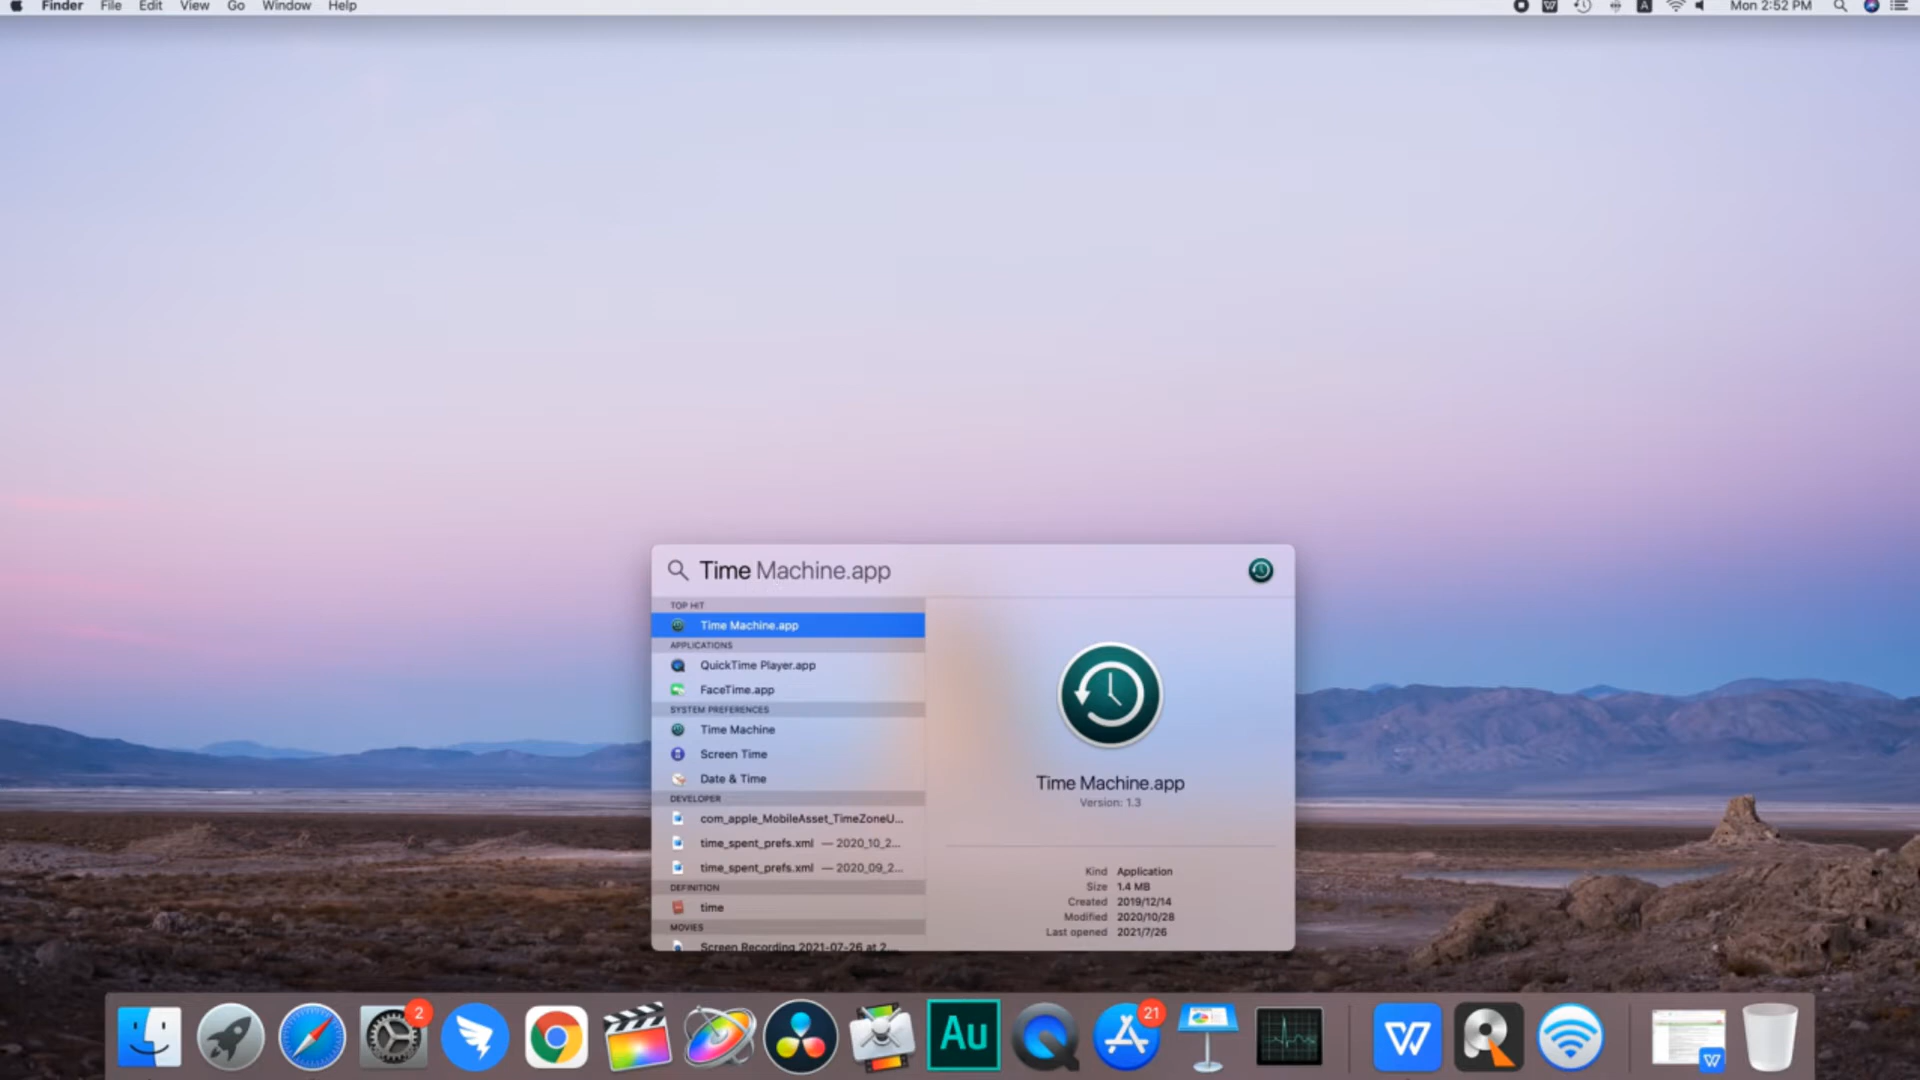 Finder File Edit View Go Window Help
Mon 2:52 PM
Time Machine.app
TOP HIT
Time Machine.app
APPLICATIONS
QuickTime Player.app
FaceTime.app
SYSTEM PREFERENCES
Time Machine
Screen Time
Date & Time
DEVELOPER
com_apple_MobileAsset_TimeZoneU...
time_spent_prefs.xml — 2020_10_2...
time_spent_prefs.xml — 2020_09_2...
DEFINITION
time
MOVIES
Screen Recording 2021-07-26 at 2....
Time Machine.app
Version: 1.3
Kind Application
Size 1.4 MB
Created 2019/12/14
Modified 2020/10/28
Last opened 2021/7/26
2
Au
21
W
W